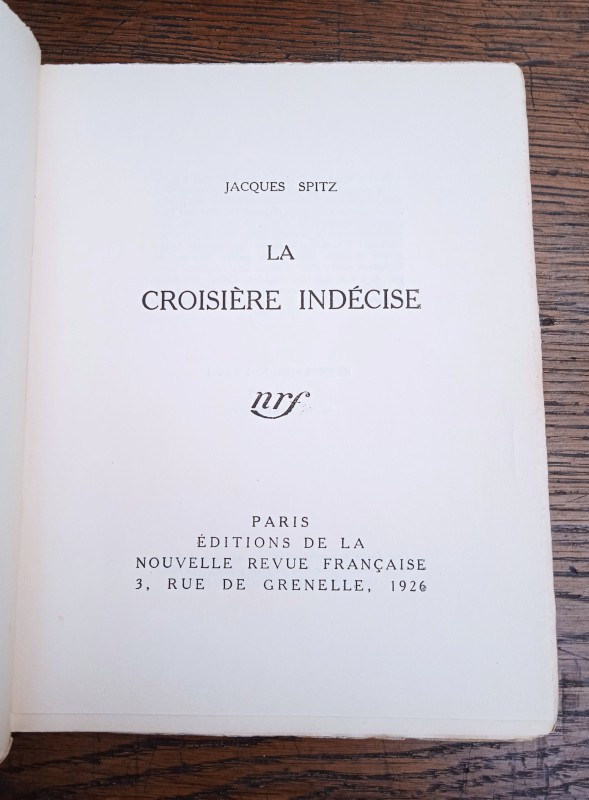 JACQUES SPITZ
LA
CROISIÈRE INDÉCISE
nrf
PARIS
ÉDITIONS DE LA
NOUVELLE REVUE FRANÇAISE
3, RUE DE GRENELLE, 1926